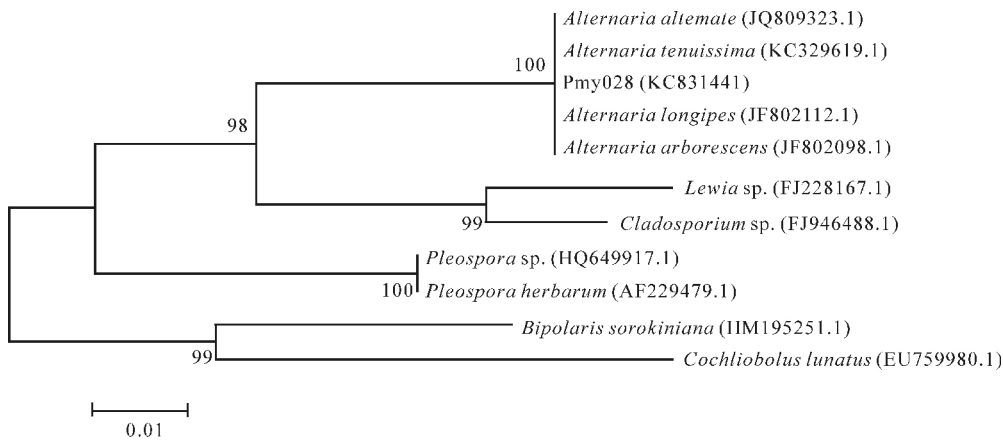 Alternaria altemate (JQ809323.1)
Alternaria tenuissima (KC329619.1)
100
Pmy028 (KC831441)
Alternaria longipes (JF802112.1)
98
Alternaria arborescens (JF802098.1)
Lewia sp. (FJ228167.1)
99
Cladosporium sp. (FJ946488.1)
Pleospora sp. (HQ649917.1)
100
Pleospora herbarum (AF229479.1)
Bipolaris sorokiniana (IIM195251.1)
99
Cochliobolus lunatus (EU759980.1)
0.01